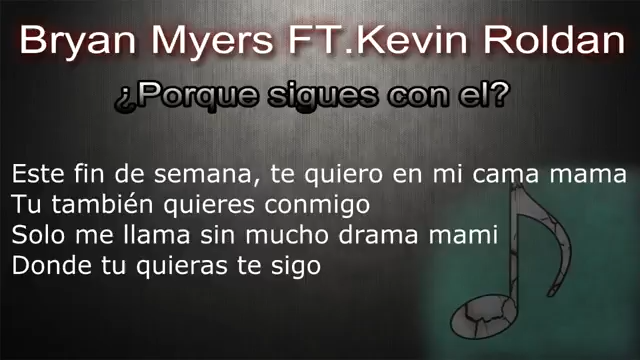 Bryan Myers FT.Kevin Roldan
¿Porque sigues con el?
Este fin de semana, te quiero en mi cama mama
Tu también quieres conmigo
Solo me llama sin mucho drama mami
Donde tu quieras te sigo